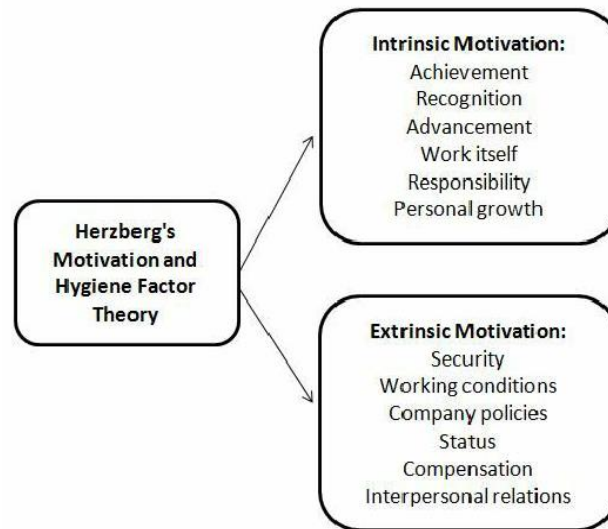 Herzberg's
Motivation and
Hygiene Factor
Theory
Intrinsic Motivation:
Achievement
Recognition
Advancement
Work itself
Responsibility
Personal growth
Extrinsic Motivation:
Security
Working conditions
Company policies
Status
Compensation
Interpersonal relations